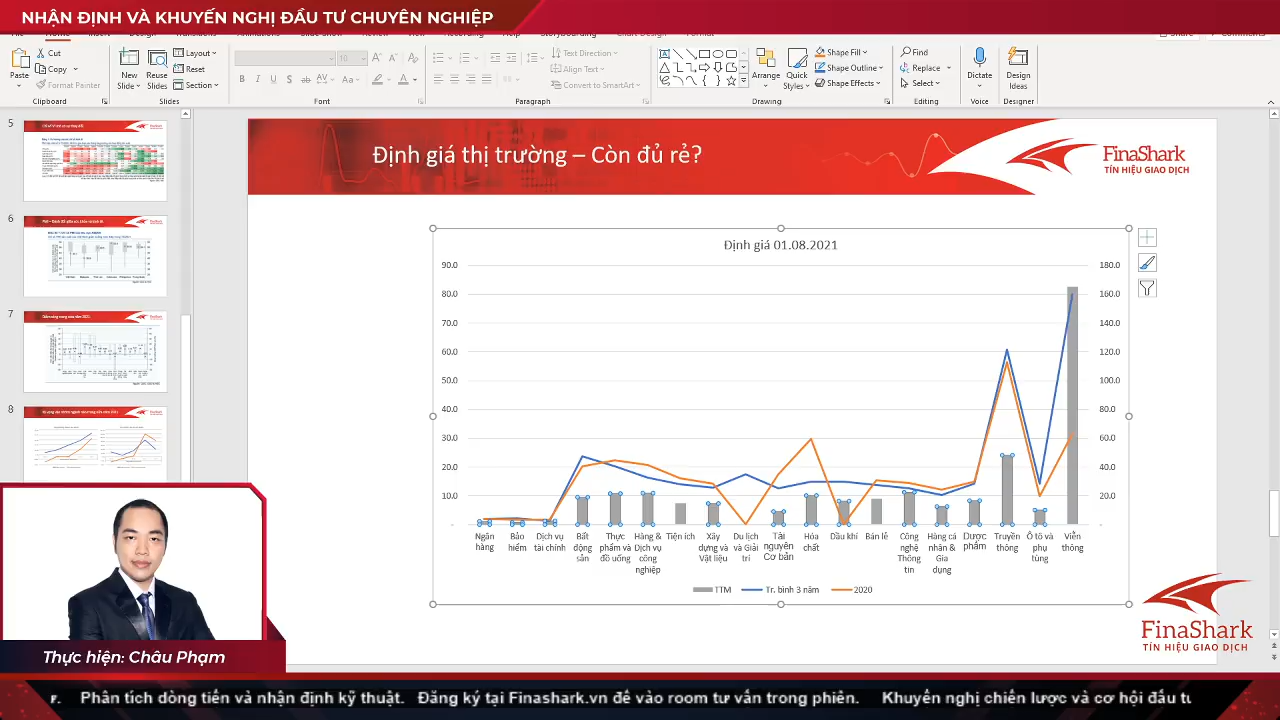 NHẬN ĐỊNH VÀ KHUYẾN NGHỊ ĐẦU TƯ CHUYÊN NGHIỆP
Paste
Cut
Copy
Format Painter
Clipboard
New
Slide
Reuse
Slides
Layout
Reset
Section
Slides
10
Font
Text Direction
Align Text
Convert to SmartArt
Paragraph
Arrange
Quick
Styles
Shape Fill
Shape Outline
Shape Effects
Drawing
Find
Replace
Select
Editing
Dictate
Voice
Design
Ideas
Designer
5
6
7
8
Định giá thị trường – Còn đủ rẻ?
FinaShark
TÍN HIỆU GIAO DỊCH
Định giá 01.08.2021
90.0
80.0
70.0
60.0
50.0
40.0
30.0
20.0
10.0
-
180.0
160.0
140.0
120.0
100.0
80.0
60.0
40.0
20.0
-
Ngân hàng
Bảo hiểm
Dịch vụ tài chính
Bất động sản
Thực phẩm và đồ uống
Hàng & Dịch vụ công nghiệp
Tiện ích
Xây dựng và Vật liệu
Du lịch và Giải trí
Tài nguyên Cơ bản
Hóa chất
Dầu khí
Bán lẻ
Công nghệ Thông tin
Hàng cá nhân & Gia dụng
Dược phẩm
Truyền thông
Ô tô và phụ tùng
Viễn thông
TTM
Tr. bình 3 năm
2020
FinaShark
TÍN HIỆU GIAO DỊCH
Thực hiện: Châu Phạm
r. Phân tích dòng tiền và nhận định kỹ thuật. Đăng ký tại Finashark.vn để vào room tư vấn trong phiên. Khuyến nghị chiến lược và cơ hội đầu tư